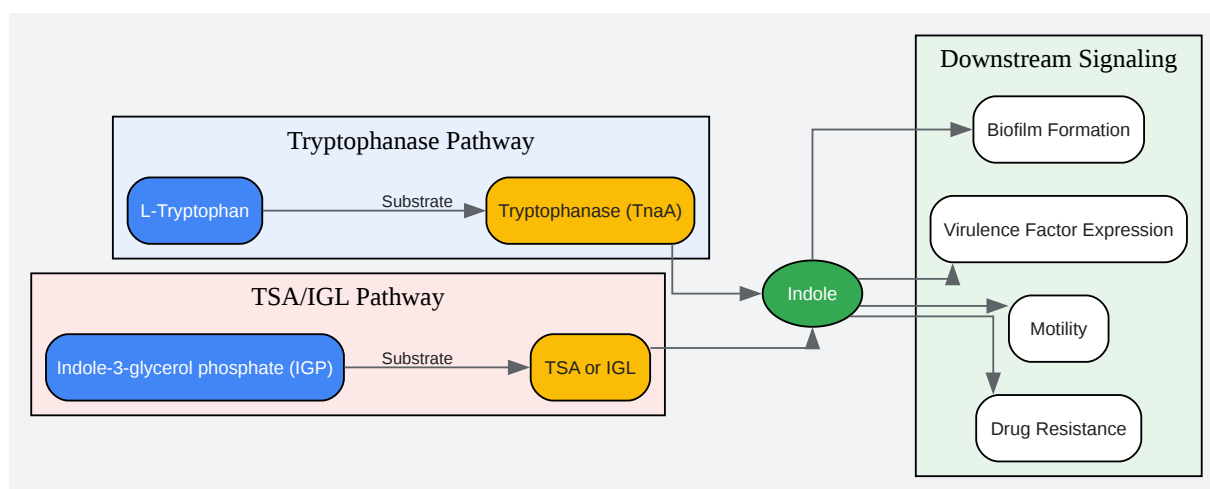 Tryptophanase Pathway
L-Tryptophan
Substrate
Tryptophanase (TnaA)
TSA/IGL Pathway
Indole-3-glycerol phosphate (IGP)
Substrate
TSA or IGL
Indole
Downstream Signaling
Biofilm Formation
Virulence Factor Expression
Motility
Drug Resistance